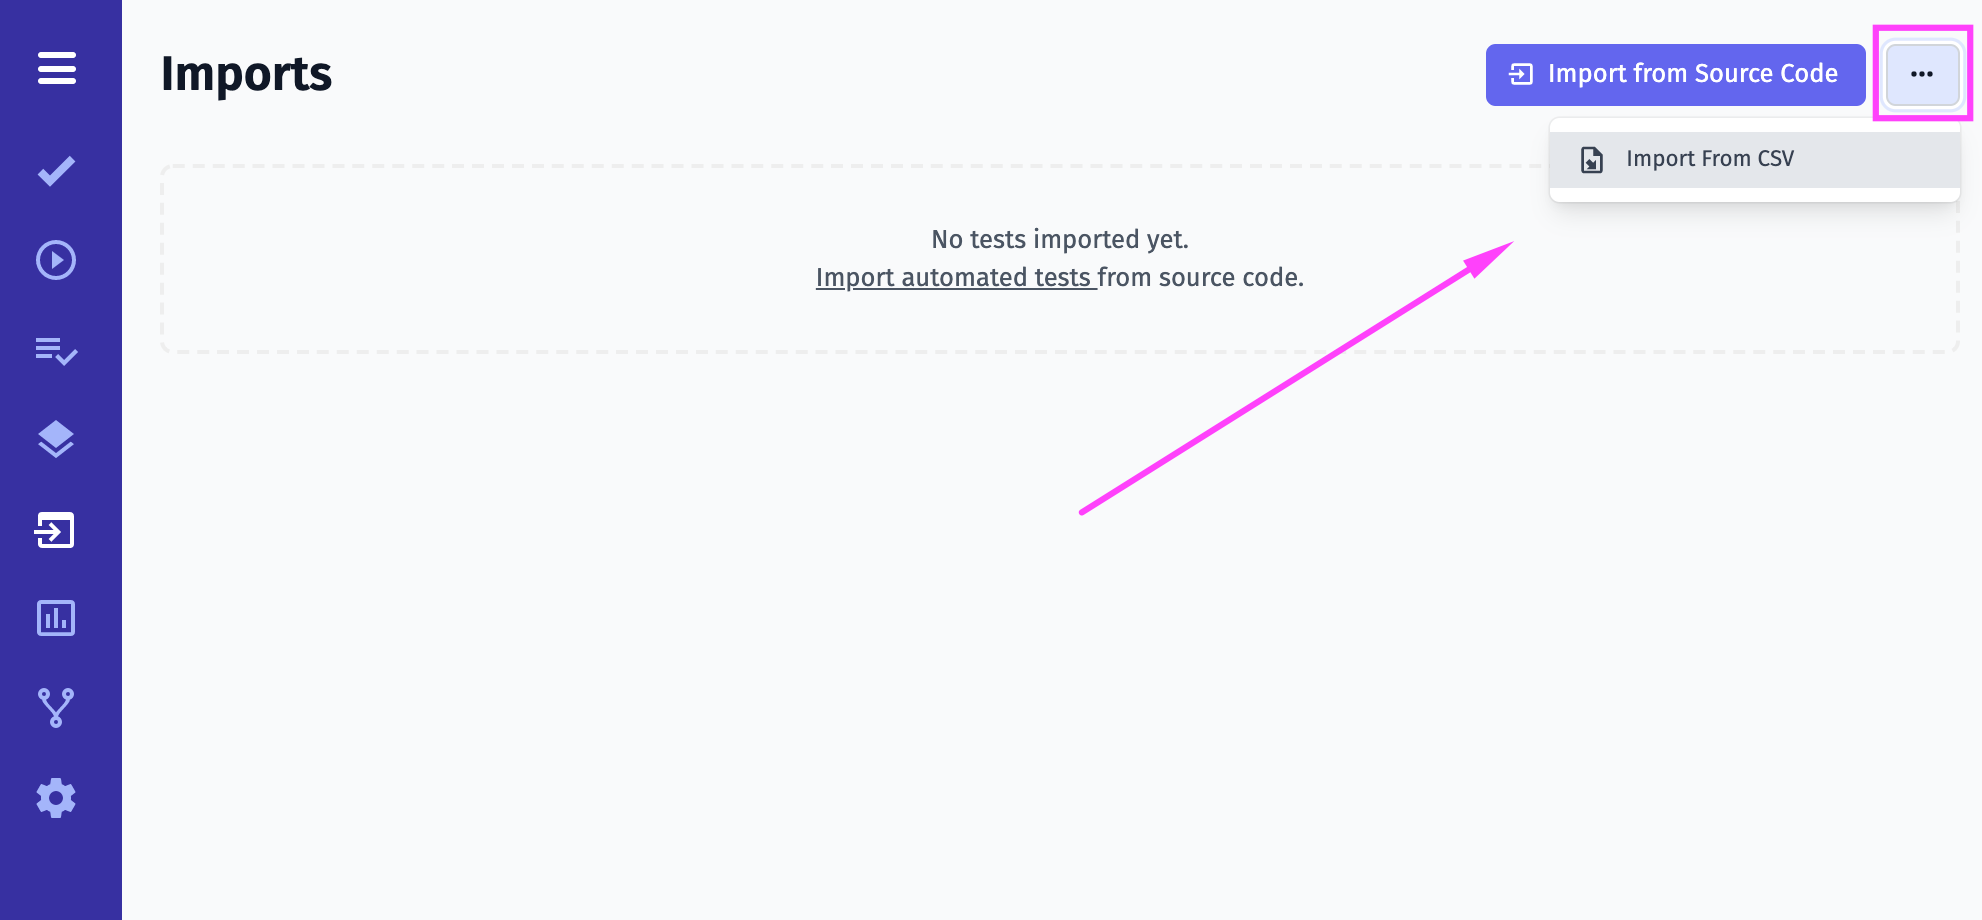 Imports
Import from Source Code
Import From CSV
No tests imported yet.
Import automated tests from source code.